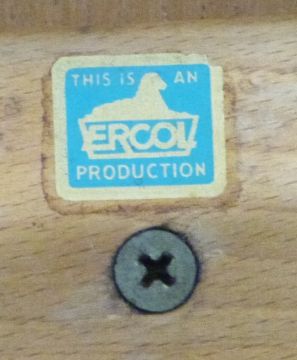 THIS IS AN
ERCOL
PRODUCTION